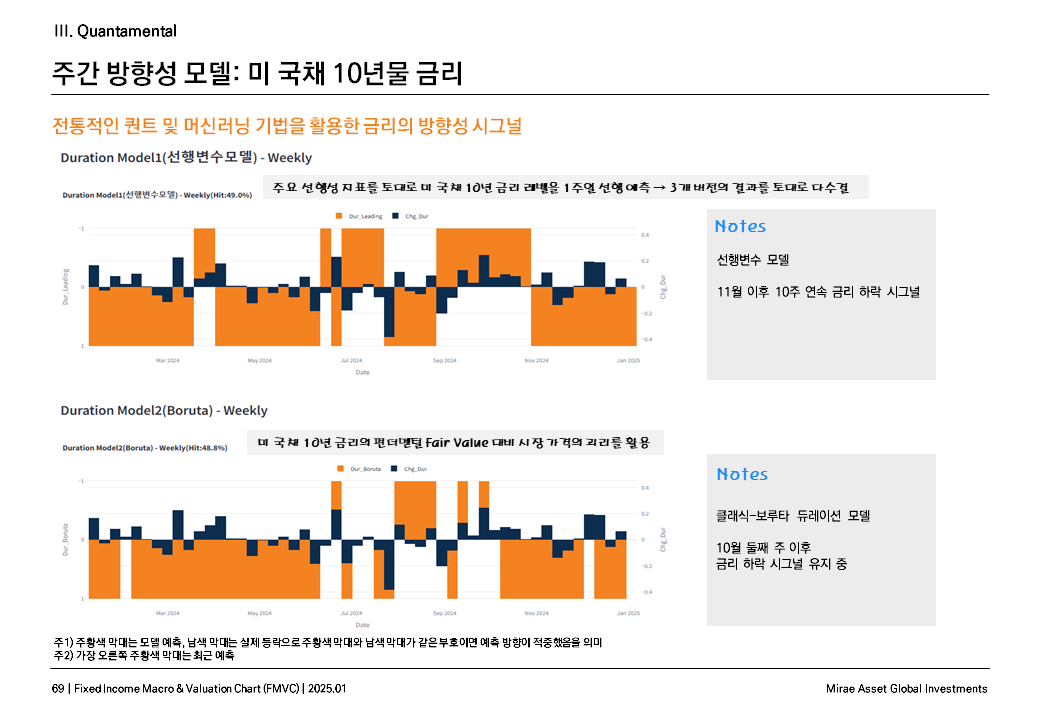 III. Quantamental
주간 방향성 모델: 미 국채 10년물 금리
전통적인 퀀트 및 머신러닝 기법을 활용한 금리의 방향성 시그널
Duration Model1(선행변수모델) - Weekly
Duration Model1(선행변수모델) - Weekly(Hit:49.0%)
주요 선행성 지표를 토대로 미 국채 10년 금리 레벨을 1주일 선행 예측 → 3개 버전의 결과를 토대로 다수결
Dur_Leading
Chg_Dur
-1
0
1
Dur_Leading
0.4
0.2
0
-0.2
-0.4
Chg_Dur
Mar 2024
May 2024
Jul 2024
Sep 2024
Nov 2024
Jan 2025
Date
Notes
선행변수 모델
11월 이후 10주 연속 금리 하락 시그널
Duration Model2(Boruta) - Weekly
Duration Model2(Boruta) - Weekly(Hit:48.8%)
미 국채 10년 금리의 펀더멘털 Fair Value 대비 시장 가격의 괴리를 활용
Dur_Boruta
Chg_Dur
-1
0
1
Dur_Boruta
0.4
0.2
0
-0.2
-0.4
Chg_Dur
Mar 2024
May 2024
Jul 2024
Sep 2024
Nov 2024
Jan 2025
Date
Notes
클래식-보루타 듀레이션 모델
10월 둘째 주 이후
금리 하락 시그널 유지 중
주1) 주황색 막대는 모델 예측, 남색 막대는 실제 등락으로 주황색 막대와 남색 막대가 같은 부호이면 예측 방향이 적중했음을 의미
주2) 가장 오른쪽 주황색 막대는 최근 예측
69 | Fixed Income Macro & Valuation Chart (FMVC) | 2025.01
Mirae Asset Global Investments